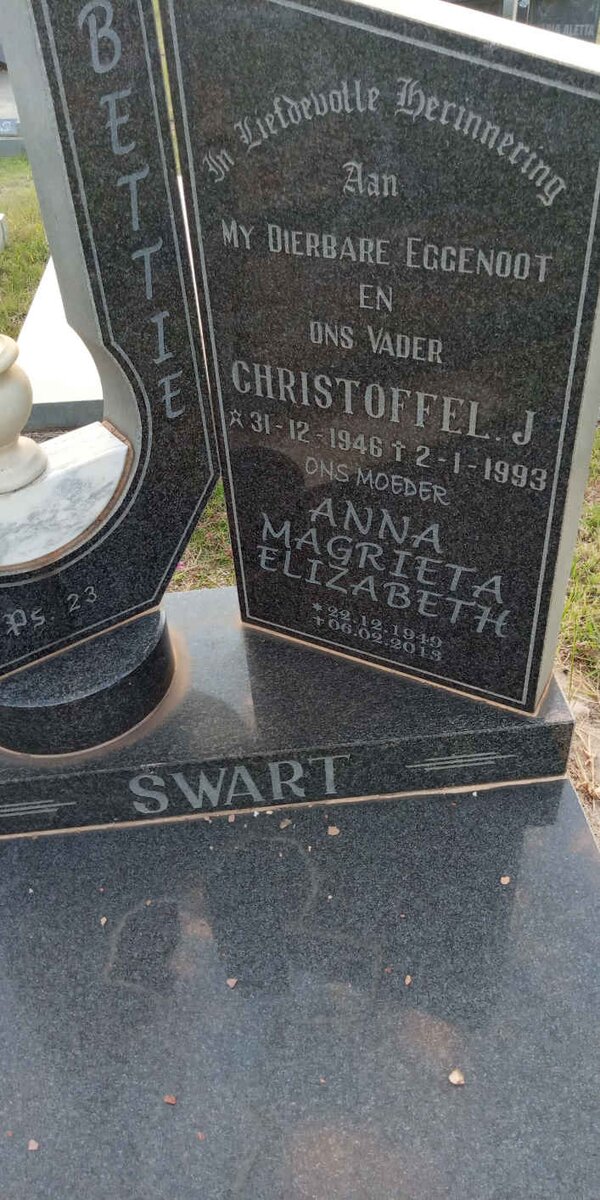 BETTIE
Ps. 23
In Liefdevolle Herinnering
Aan
MY DIERBARE EGGENOOT
EN
ONS VADER
CHRISTOFFEL. J
☆ 31-12-1946 † 2-1-1993
ONS MOEDER
ANNA
MAGRIETA
ELIZABETH
* 22.12.1949
† 06.02.2013
SWART